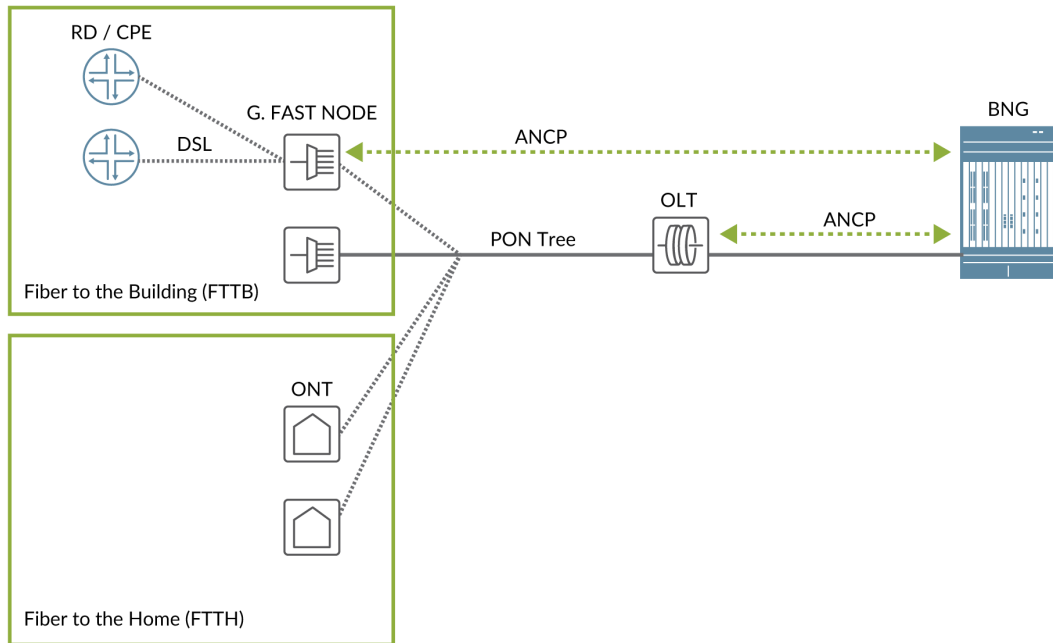 RD / CPE
G. FAST NODE
DSL
ANCP
BNG
OLT
ANCP
PON Tree
Fiber to the Building (FTTB)
ONT
Fiber to the Home (FTTH)